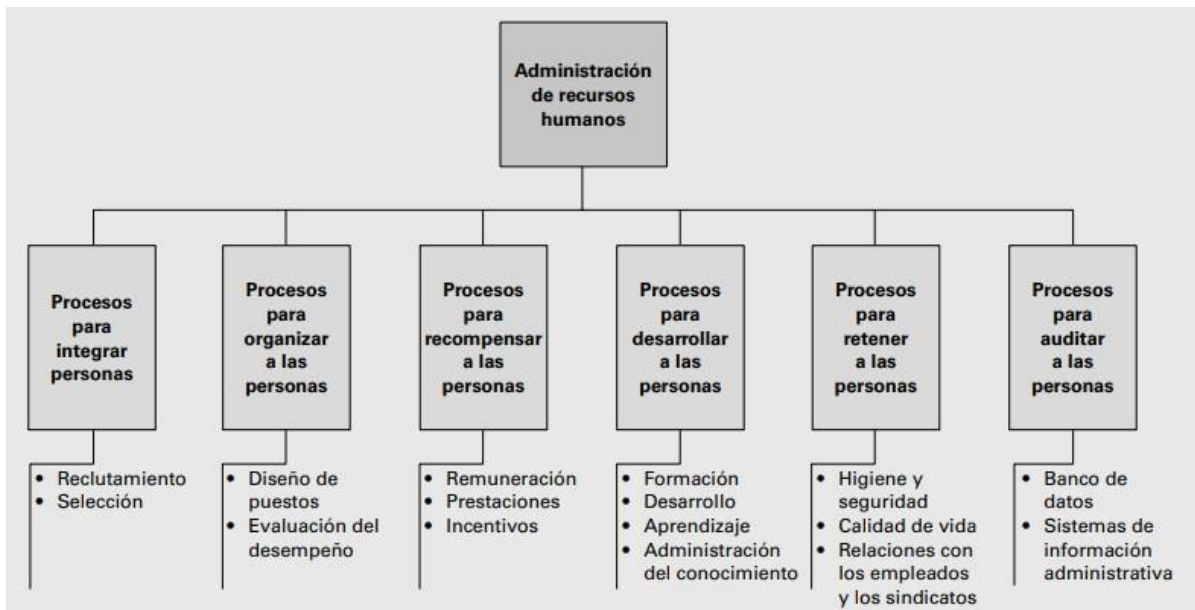 Administración
de recursos
humanos
Procesos
para
integrar
personas
Procesos
para
organizar
a las
personas
Procesos
para
recompensar
a las
personas
Procesos
para
desarrollar
a las
personas
Procesos
para
retener
a las
personas
Procesos
para
auditar
a las
personas
• Reclutamiento
• Selección
• Diseño de
puestos
• Evaluación del
desempeño
• Remuneración
• Prestaciones
• Incentivos
• Formación
• Desarrollo
• Aprendizaje
• Administración
del conocimiento
• Higiene y
seguridad
• Calidad de vida
• Relaciones con
los empleados
y los sindicatos
• Banco de
datos
• Sistemas de
información
administrativa